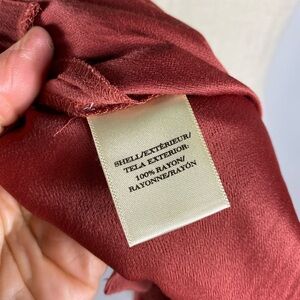 SHELL/EXTÉRIEUR/
TELA EXTERIOR:
100% RAYON/
RAYONNE/RAYÓN